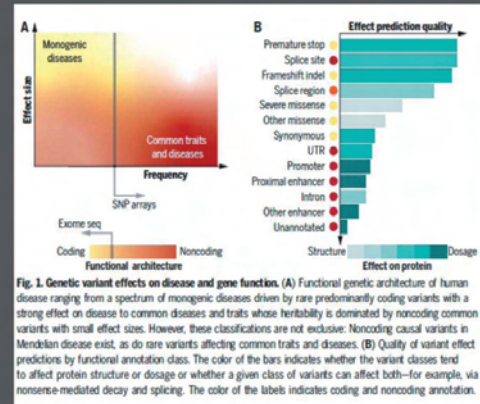 A
Monogenic
diseases
Effect size
Common traits
and diseases
Frequency
SNP arrays
Exome seq
Coding
Noncoding
Functional architecture
B
Effect prediction quality
Premature stop
Splice site
Frameshift indel
Splice region
Severe missense
Other missense
Synonymous
UTR
Promoter
Proximal enhancer
Intron
Other enhancer
Unannotated
Structure
Dosage
Effect on protein
Fig. 1. Genetic variant effects on disease and gene function. (A) Functional genetic architecture of human
disease ranging from a spectrum of monogenic diseases driven by rare predominantly coding variants with a
strong effect on disease to common diseases and traits whose heritability is dominated by noncoding common
variants with small effect sizes. However, these classifications are not exclusive: Noncoding causal variants in
Mendelian disease exist, as do rare variants affecting common traits and diseases. (B) Quality of variant effect
predictions by functional annotation class. The color of the bars indicates whether the variant classes tend
to affect protein structure or dosage or whether a given class of variants can affect both—for example, via
nonsense-mediated decay and splicing. The color of the labels indicates coding and noncoding annotation.